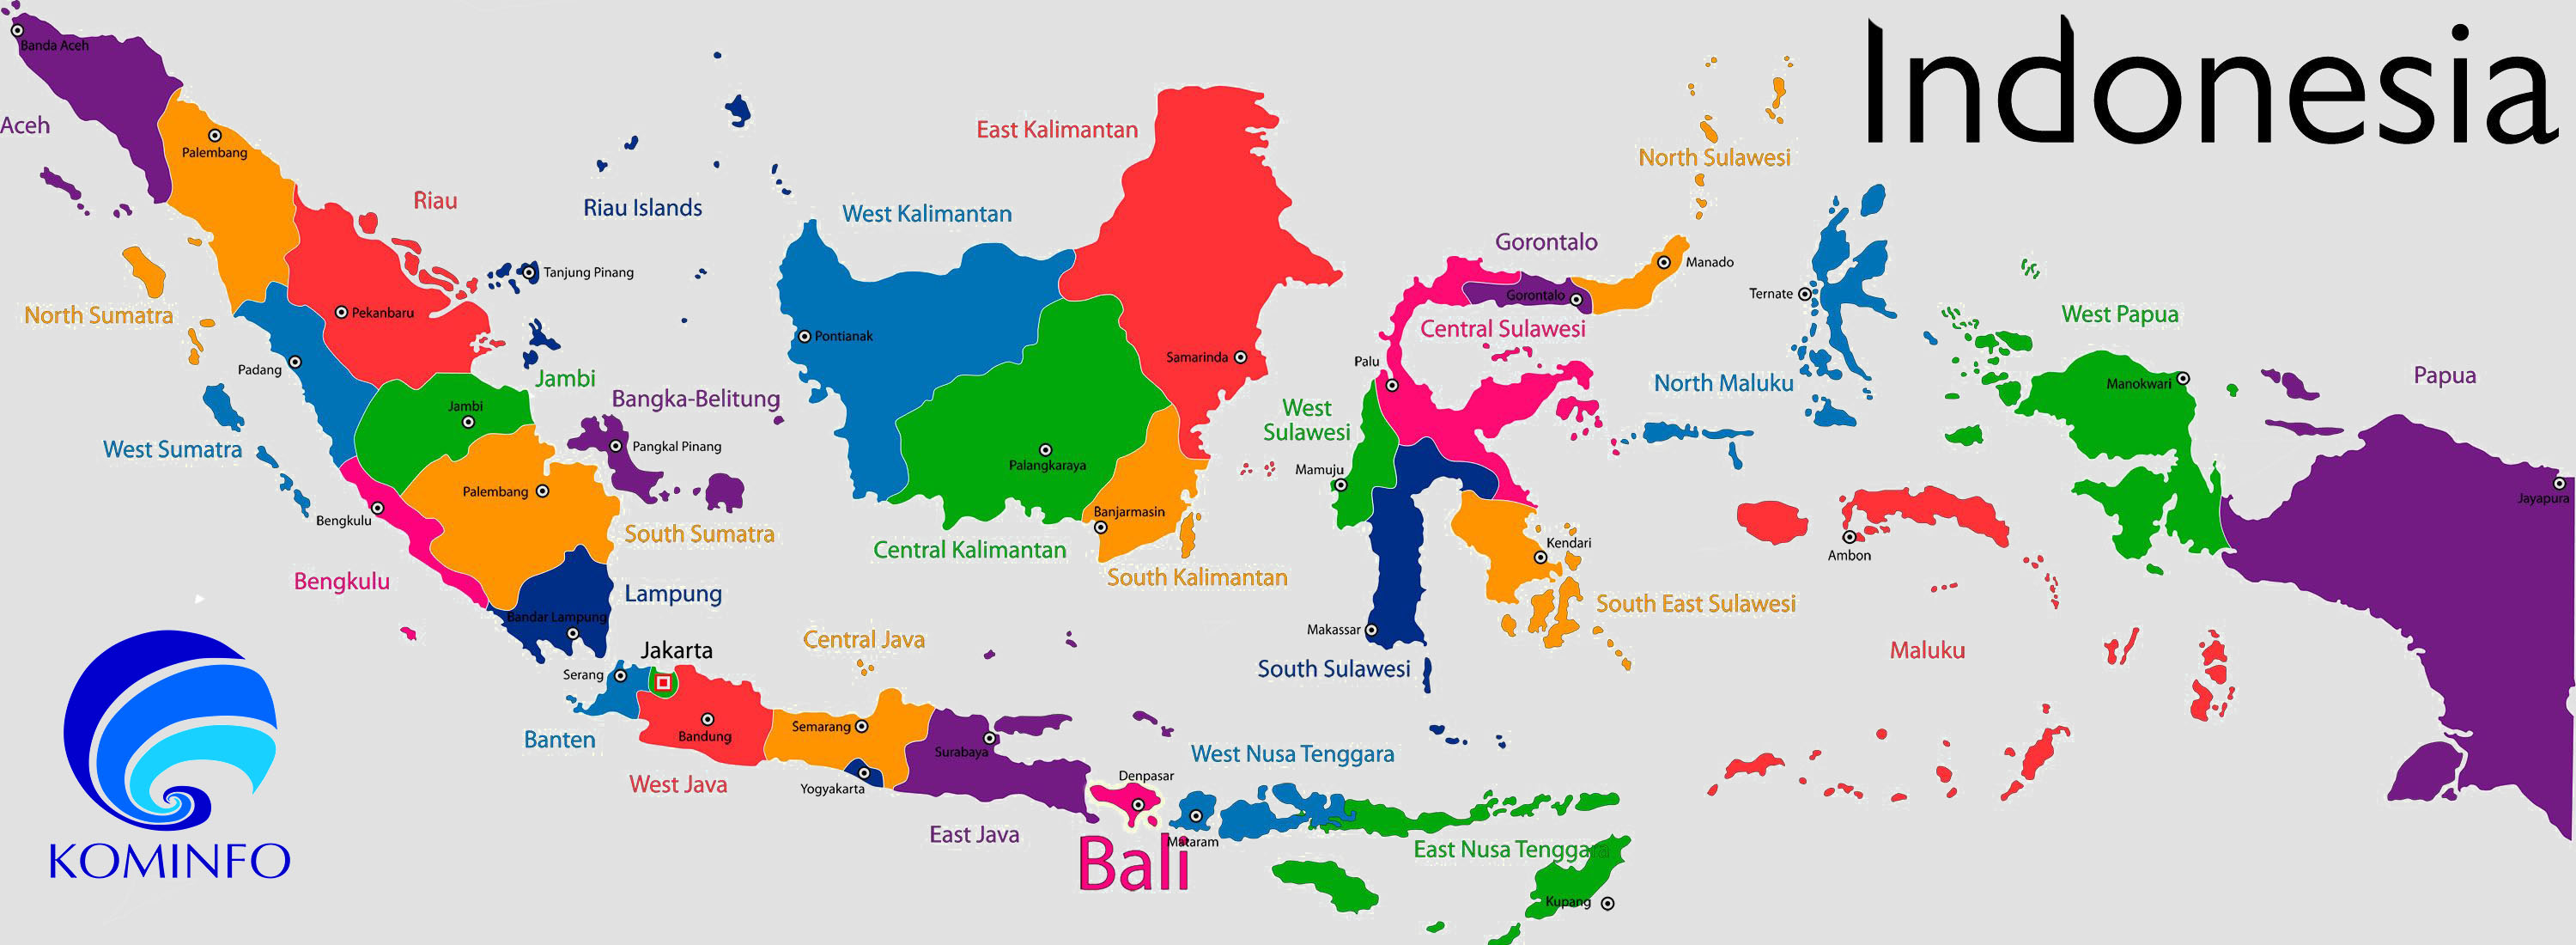 Indonesia
Banda Aceh
Aceh
Palembang
North Sumatra
Riau
Pekanbaru
Riau Islands
Tanjung Pinang
Padang
West Sumatra
Jambi
Jambi
Bangka-Belitung
Pangkal Pinang
Palembang
South Sumatra
Bengkulu
Bengkulu
Lampung
Bandar Lampung
Jakarta
Serang
Banten
Bandung
West Java
Central Java
Semarang
Yogyakarta
Surabaya
East Java
Denpasar
Bali
Mataram
West Nusa Tenggara
East Nusa Tenggara
Kupang
West Kalimantan
Pontianak
East Kalimantan
Samarinda
Palangkaraya
Central Kalimantan
Banjarmasin
South Kalimantan
North Sulawesi
Manado
Gorontalo
Gorontalo
Central Sulawesi
Palu
West
Sulawesi
Mamuju
Makassar
South Sulawesi
Kendari
South East Sulawesi
Ternate
North Maluku
Ambon
Maluku
West Papua
Manokwari
Papua
Jayapura
KOMINFO